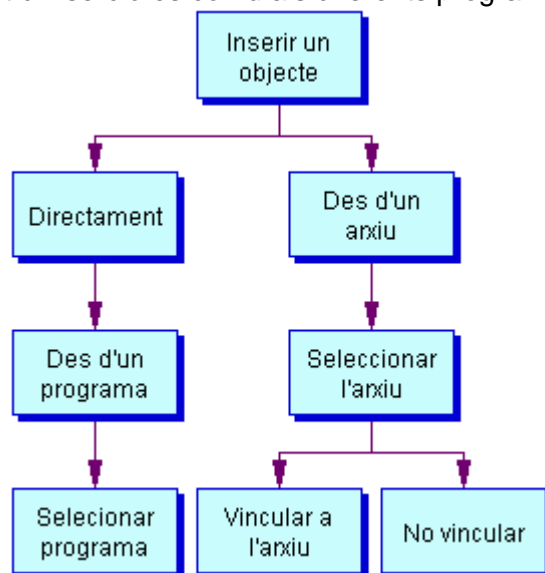 Inserir un
objecte
Directament
Des d'un
arxiu
Des d'un
programa
Seleccionar
l'arxiu
Selecionar
programa
Vincular a
l'arxiu
No vincular